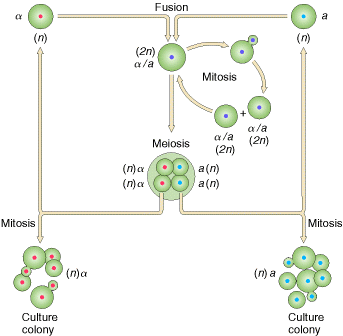 Fusion
α
a
(n)
(n)
(2n)
α/a
Mitosis
+
α/a
(2n)
α/a
(2n)
Meiosis
(n)α
a(n)
(n)α
a(n)
Mitosis
Mitosis
(n)α
(n)a
Culture
colony
Culture
colony